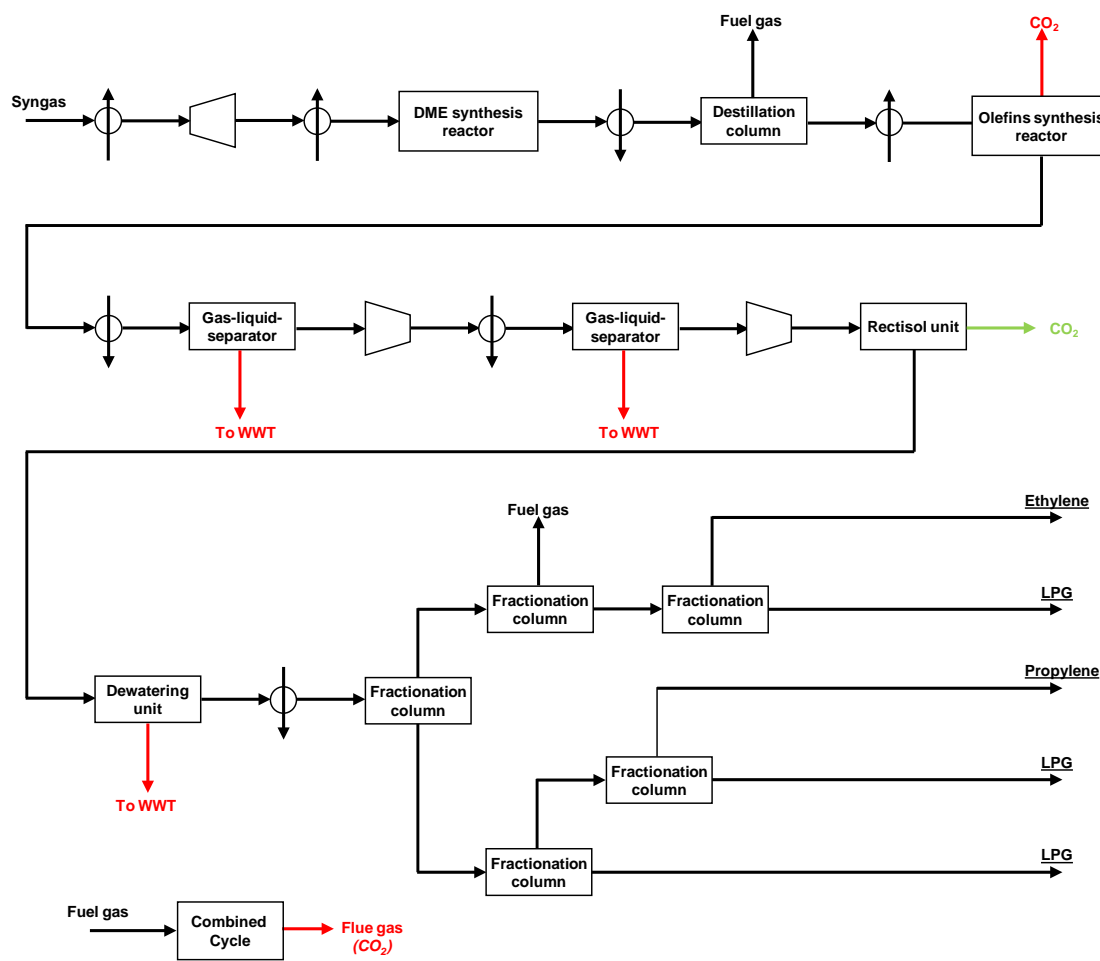 Fuel gas
CO2
Syngas
DME synthesis
reactor
Destillation
column
Olefins synthesis
reactor
Gas-liquid-
separator
Gas-liquid-
separator
Rectisol unit
CO2
To WWT
To WWT
Ethylene
Fuel gas
Fractionation
column
Fractionation
column
LPG
Dewatering
unit
Fractionation
column
Propylene
Fractionation
column
LPG
To WWT
Fractionation
column
LPG
Fuel gas
Combined
Cycle
Flue gas
(CO2)